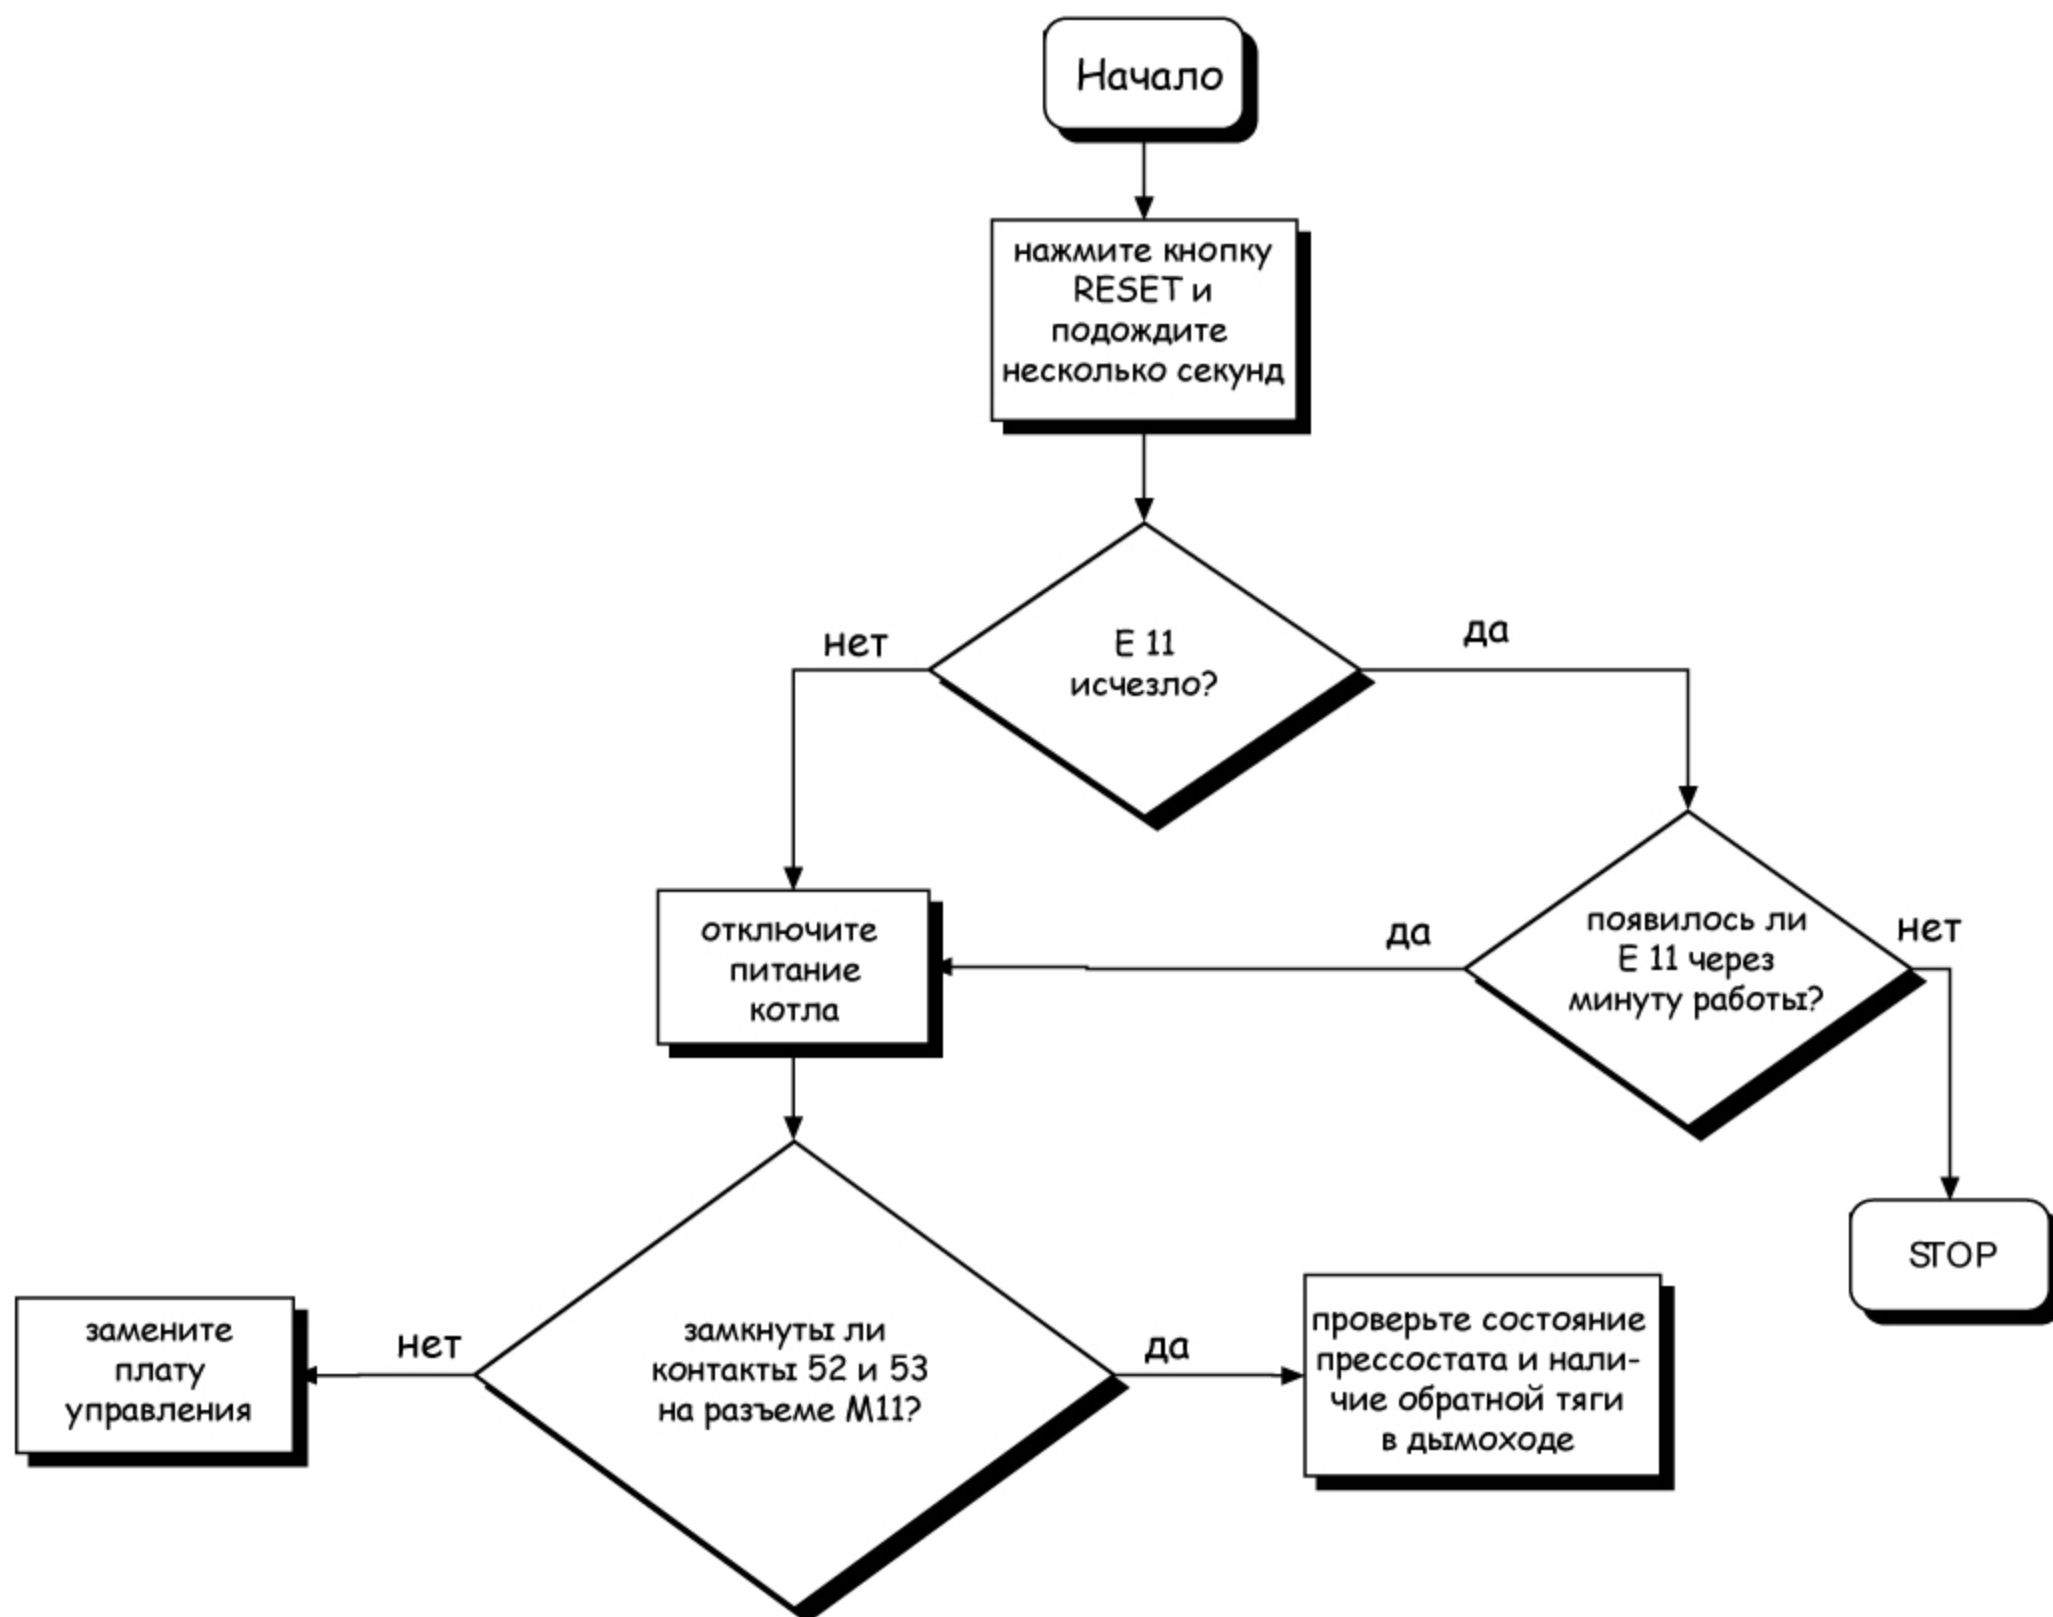 Начало
нажмите кнопку
RESET и
подождите
несколько секунд
нет
E 11
исчезло?
да
отключите
питание
котла
да
появилось ли
E 11 через
минуту работы?
нет
STOP
замените
плату
управления
нет
замкнуты ли
контакты 52 и 53
на разъеме М11?
да
проверьте состояние
прессостата и нали-
чие обратной тяги
в дымоходе